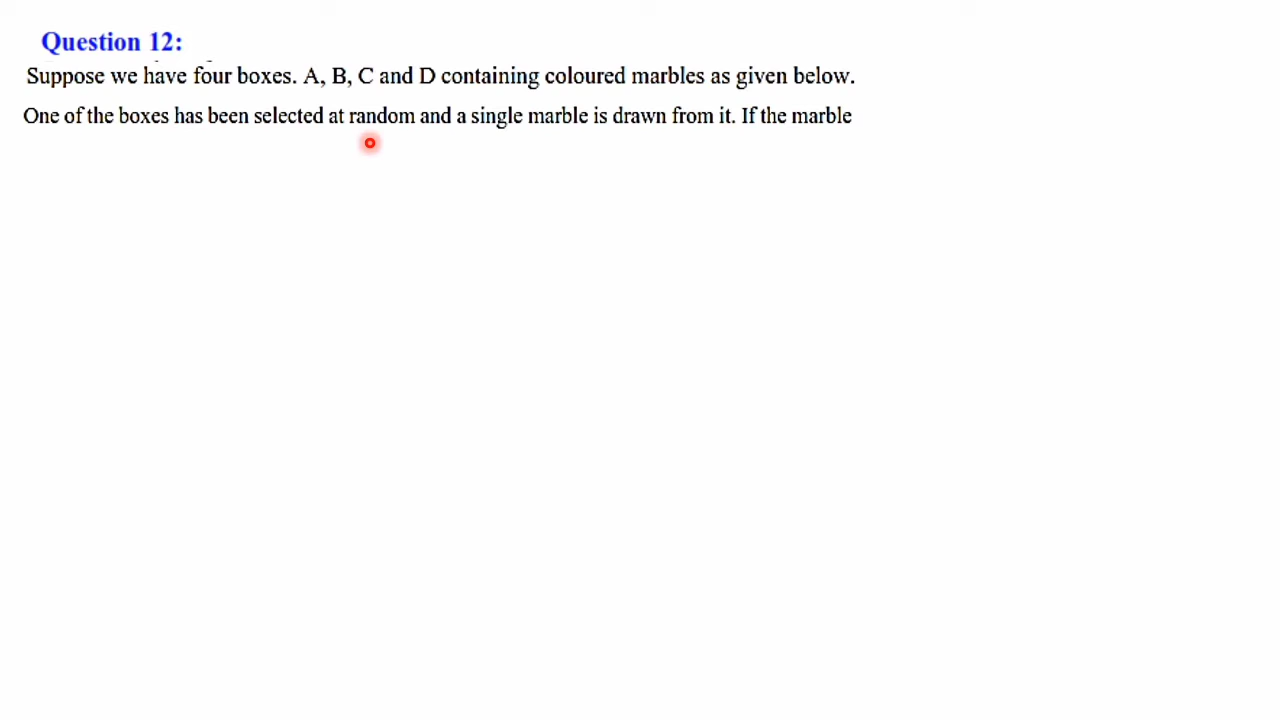 Question 12:
Suppose we have four boxes. A, B, C and D containing coloured marbles as given below.
One of the boxes has been selected at random and a single marble is drawn from it. If the marble